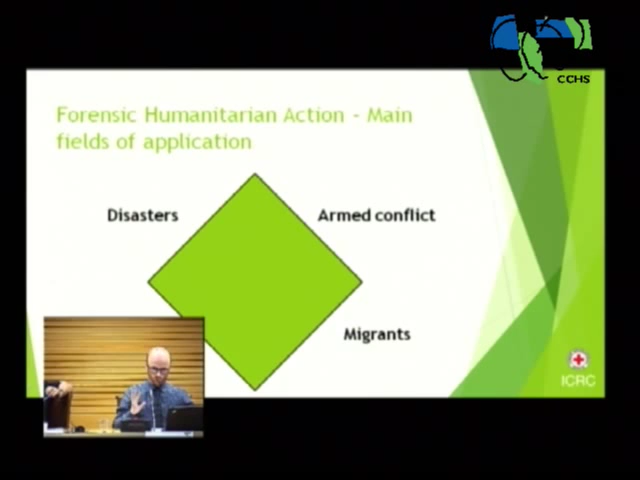 CCHS
Forensic Humanitarian Action - Main
fields of application
Disasters
Armed conflict
Migrants
ICRC